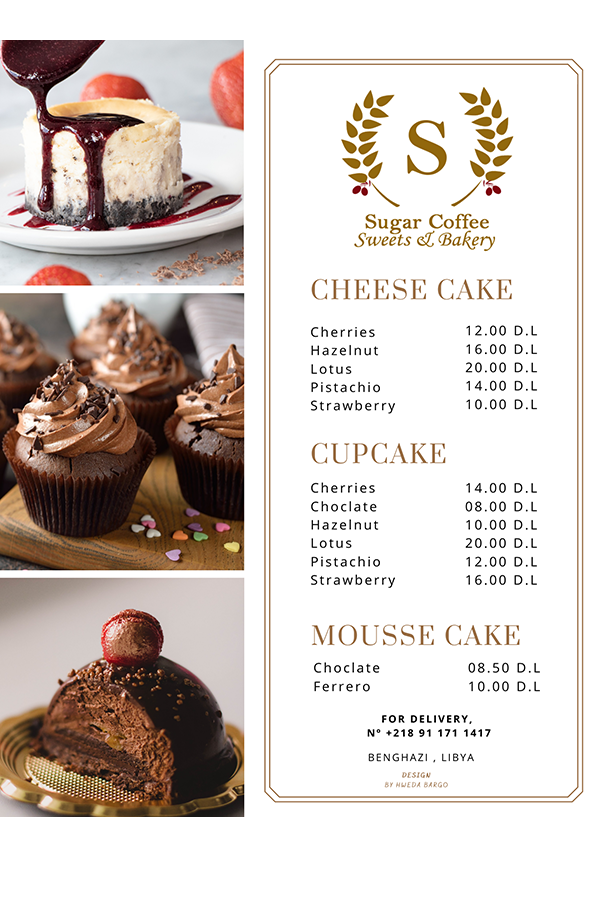 S
Sugar Coffee
Sweets & Bakery
CHEESE CAKE
Cherries 12.00 D.L
Hazelnut 16.00 D.L
Lotus 20.00 D.L
Pistachio 14.00 D.L
Strawberry 10.00 D.L
CUPCAKE
Cherries 14.00 D.L
Choclate 08.00 D.L
Hazelnut 10.00 D.L
Lotus 20.00 D.L
Pistachio 12.00 D.L
Strawberry 16.00 D.L
MOUSSE CAKE
Choclate 08.50 D.L
Ferrero 10.00 D.L
FOR DELIVERY,
Nº +218 91 171 1417
BENGHAZI , LIBYA
DESIGN
BY HWEDA BARGO